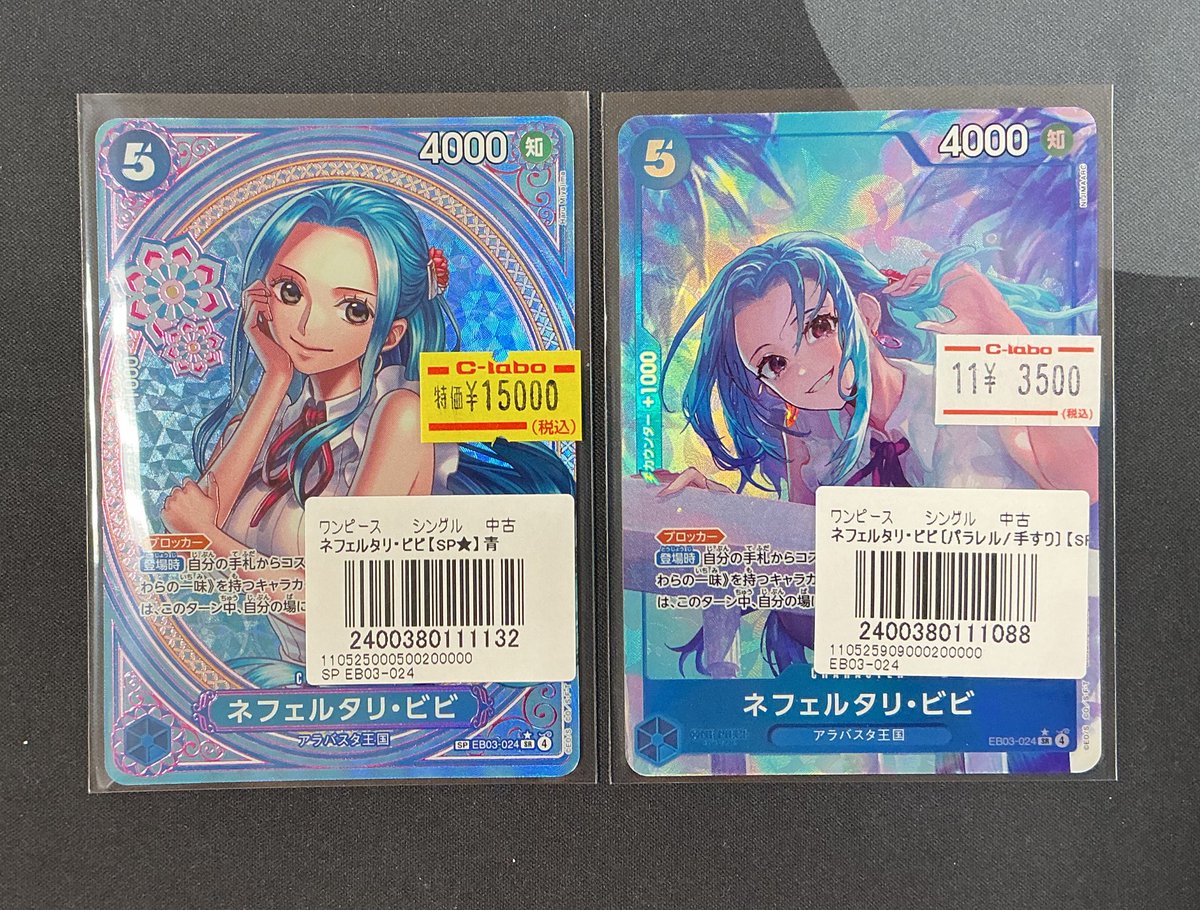 5
4000
知
Haru Miyajima
C-labo
特価¥15000
(税込)
ブロッカー
登場時 自分の手札からコス
わらの一味》を持つキャラカ
は、このターン中、自分の場に
ワンピース シングル 中古
ネフェルタリ・ビビ【SP★】青
2400380111132
110525000500200000
SP EB03-024
ネフェルタリ・ビビ
アラバスタ王国
SP EB03-024 SR 4
5
4000
知
NIJIMAARC
カウンター +1000
C-labo
11¥ 3500
(税込)
ブロッカー
登場時 自分の手札からコス
わらの一味》を持つキャラカ
は、このターン中、自分の場に
ワンピース シングル 中古
ネフェルタリ・ビビ〔パラレル/手すり〕【SR
2400380111088
110525909000200000
EB03-024
CHARACTER
ネフェルタリ・ビビ
アラバスタ王国
EB03-024 SR 4